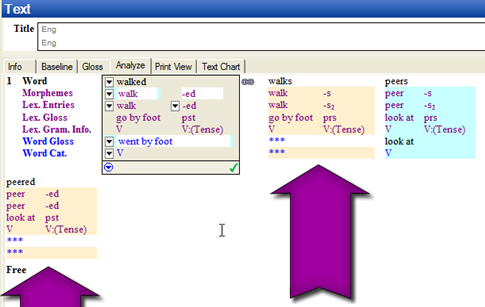 Text
Title Eng
Eng
Info Baseline Gloss Analyze Print View Text Chart
1 Word walked walks peers
Morphemes walk -ed walk -s peer -s
Lex. Entries walk -ed walk -s₂ peer -s₂
Lex. Gloss go by foot pst go by foot prs look at prs
Lex. Gram. Info. V V:(Tense) V V:(Tense) V V:(Tense)
Word Gloss went by foot *** look at
Word Cat. V *** V
peered
peer -ed
peer -ed
look at pst
V V:(Tense)
***
***
Free